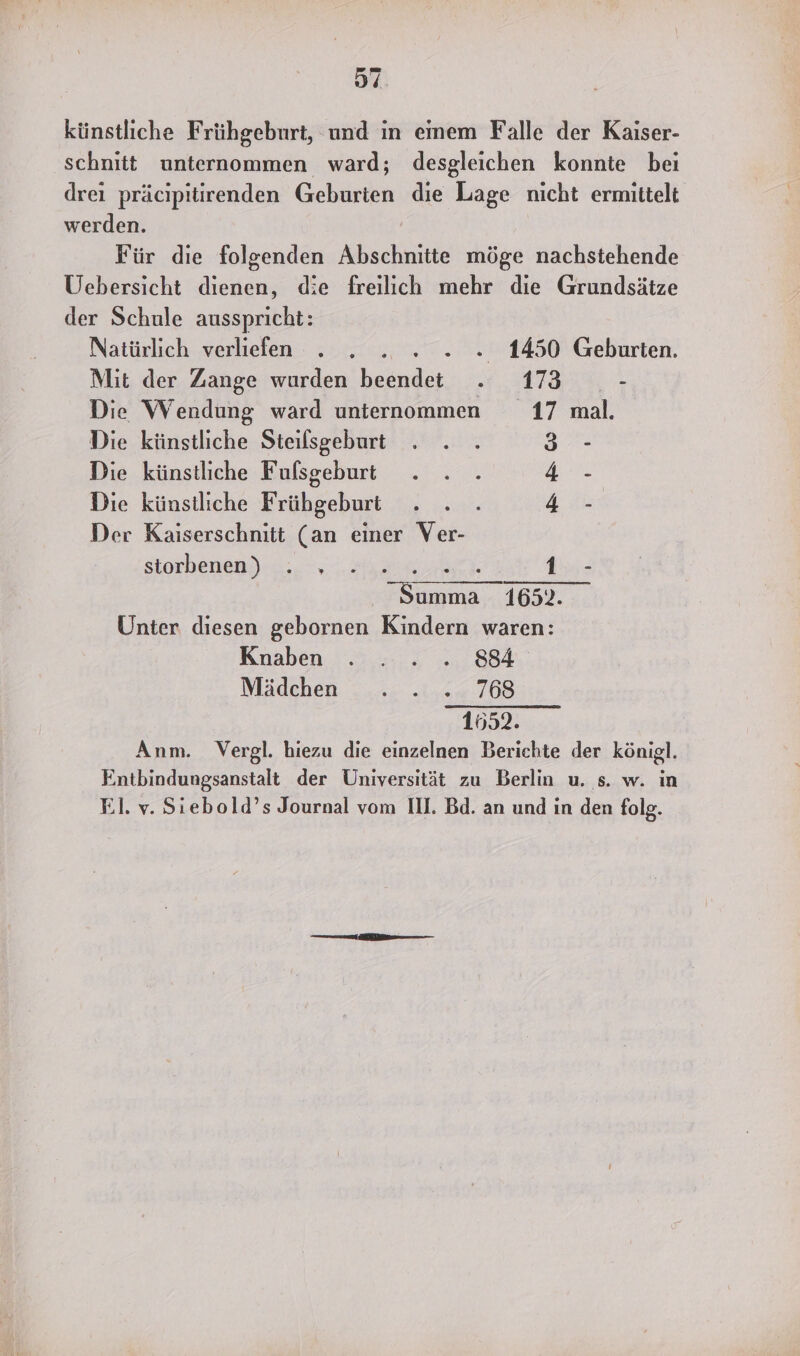 57
künstliche Frühgeburt, und in einem Falle der Kaiser-
schnitt unternommen ward; desgleichen konnte bei
drei präcipitirenden Geburten die Lage nicht ermittelt
werden.
Für die folgenden Abschnitte möge nachstehende
Uebersicht dienen, die freilich mehr die Grundsätze
der Schule ausspricht:
Natürlich verliefen . . . . . . 1450 Geburten.
Mit der Zange wurden beendet . 173 -
Die Wendung ward unternommen 17 mal.
Die künstliche Steiſsgeburt . . . 3 -
Die künstliche Fuſsgeburt . . . 4 -
Die künstliche Frühgeburt . . . 4 -
Der Kaiserschnitt (an einer Ver-
storbenen) . . . . . . . 1 -
Summa 1652.
Unter diesen gebornen Kindern waren:
Knaben . . . . 884
Mädchen . . . 768
1652.
Anm. Vergl. hiezu die einzelnen Berichte der königl.
Entbindungsanstalt der Universität zu Berlin u. s. w. in
El. v. Siebold's Journal vom III. Bd. an und in den folg.